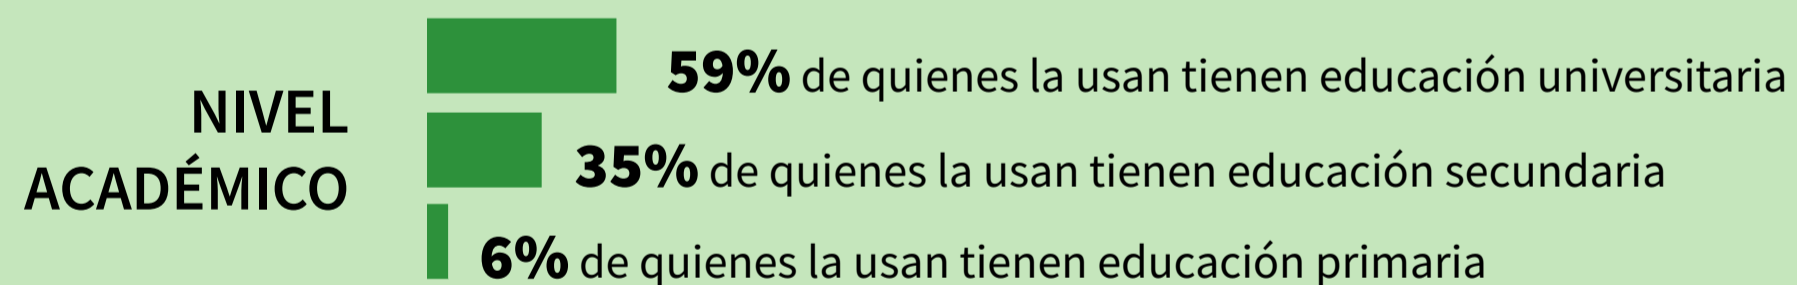 NIVEL
ACADÉMICO
59% de quienes la usan tienen educación universitaria
35% de quienes la usan tienen educación secundaria
6% de quienes la usan tienen educación primaria